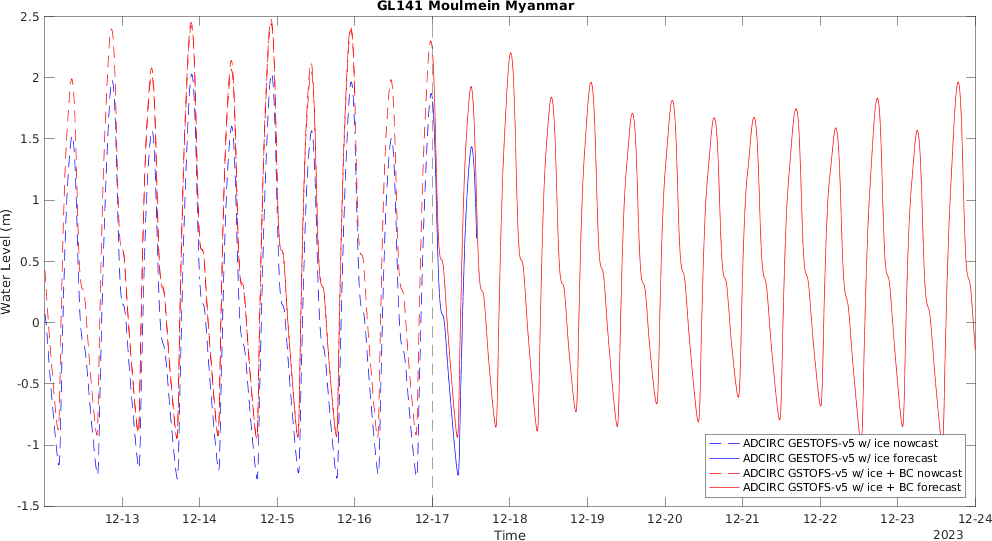 GL141 Moulmein Myanmar
2.5
2
1.5
1
0.5
0
-0.5
-1
-1.5
Water Level (m)
12-13 12-14 12-15 12-16 12-17 12-18 12-19 12-20 12-21 12-22 12-23 12-24
Time
2023
ADCIRC GESTOFS-v5 w/ ice nowcast
ADCIRC GESTOFS-v5 w/ ice forecast
ADCIRC GSTOFS-v5 w/ ice + BC nowcast
ADCIRC GSTOFS-v5 w/ ice + BC forecast